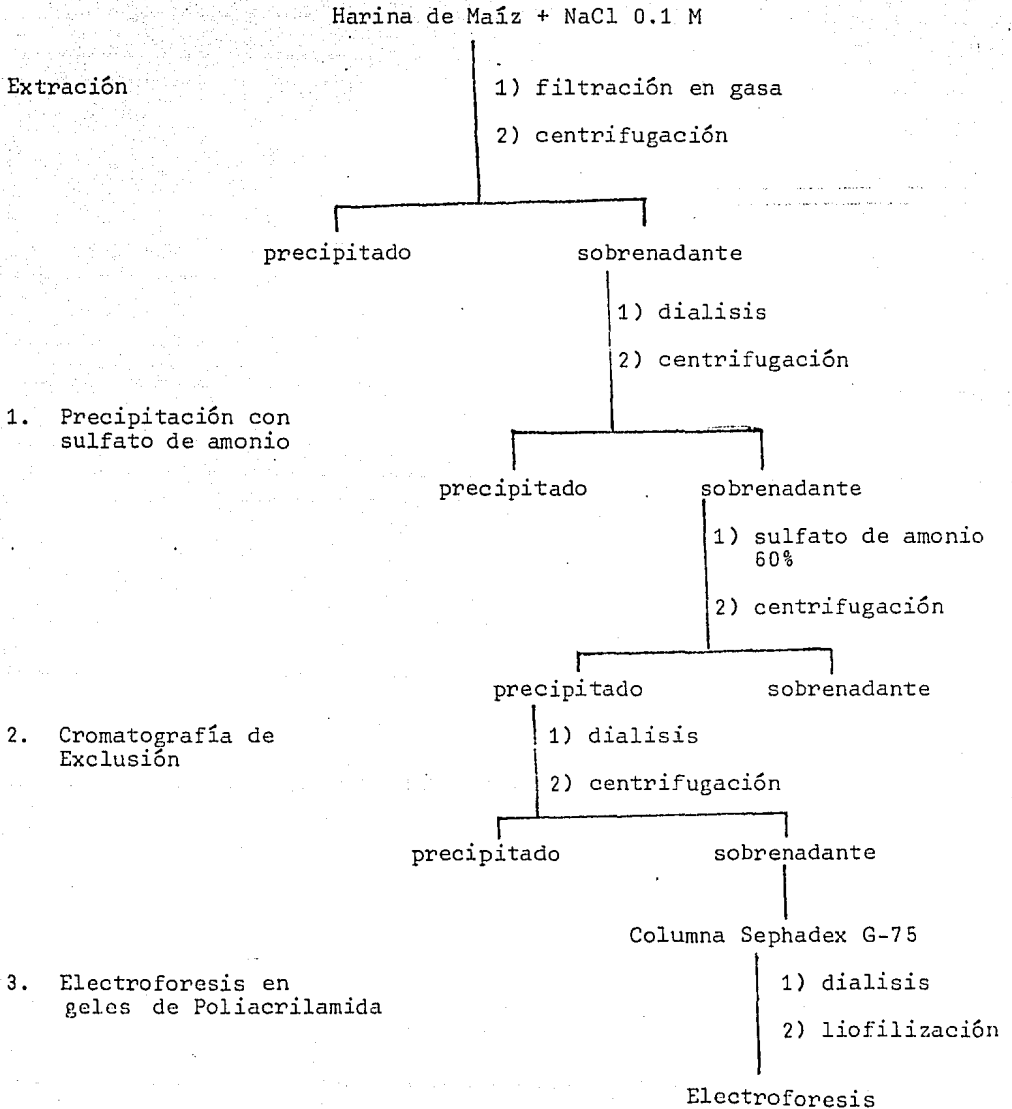 Harina de Maíz + NaCl 0.1 M
Extración
1) filtración en gasa
2) centrifugación
precipitado sobrenadante
1) dialisis
2) centrifugación
1. Precipitación con
sulfato de amonio
precipitado sobrenadante
1) sulfato de amonio
60%
2) centrifugación
precipitado sobrenadante
2. Cromatografía de
Exclusión
1) dialisis
2) centrifugación
precipitado sobrenadante
Columna Sephadex G-75
3. Electroforesis en
geles de Poliacrilamida
1) dialisis
2) liofilización
Electroforesis